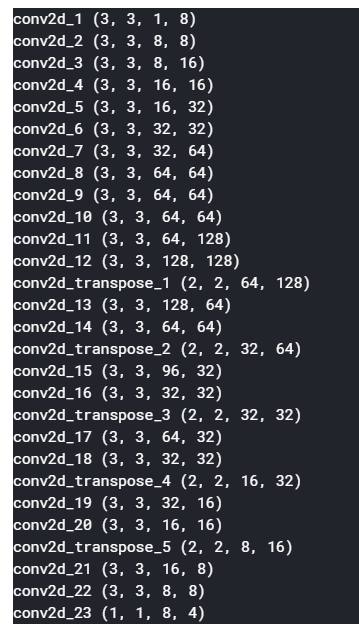 conv2d_1 (3, 3, 1, 8)
conv2d_2 (3, 3, 8, 8)
conv2d_3 (3, 3, 8, 16)
conv2d_4 (3, 3, 16, 16)
conv2d_5 (3, 3, 16, 32)
conv2d_6 (3, 3, 32, 32)
conv2d_7 (3, 3, 32, 64)
conv2d_8 (3, 3, 64, 64)
conv2d_9 (3, 3, 64, 64)
conv2d_10 (3, 3, 64, 64)
conv2d_11 (3, 3, 64, 128)
conv2d_12 (3, 3, 128, 128)
conv2d_transpose_1 (2, 2, 64, 128)
conv2d_13 (3, 3, 128, 64)
conv2d_14 (3, 3, 64, 64)
conv2d_transpose_2 (2, 2, 32, 64)
conv2d_15 (3, 3, 96, 32)
conv2d_16 (3, 3, 32, 32)
conv2d_transpose_3 (2, 2, 32, 32)
conv2d_17 (3, 3, 64, 32)
conv2d_18 (3, 3, 32, 32)
conv2d_transpose_4 (2, 2, 16, 32)
conv2d_19 (3, 3, 32, 16)
conv2d_20 (3, 3, 16, 16)
conv2d_transpose_5 (2, 2, 8, 16)
conv2d_21 (3, 3, 16, 8)
conv2d_22 (3, 3, 8, 8)
conv2d_23 (1, 1, 8, 4)